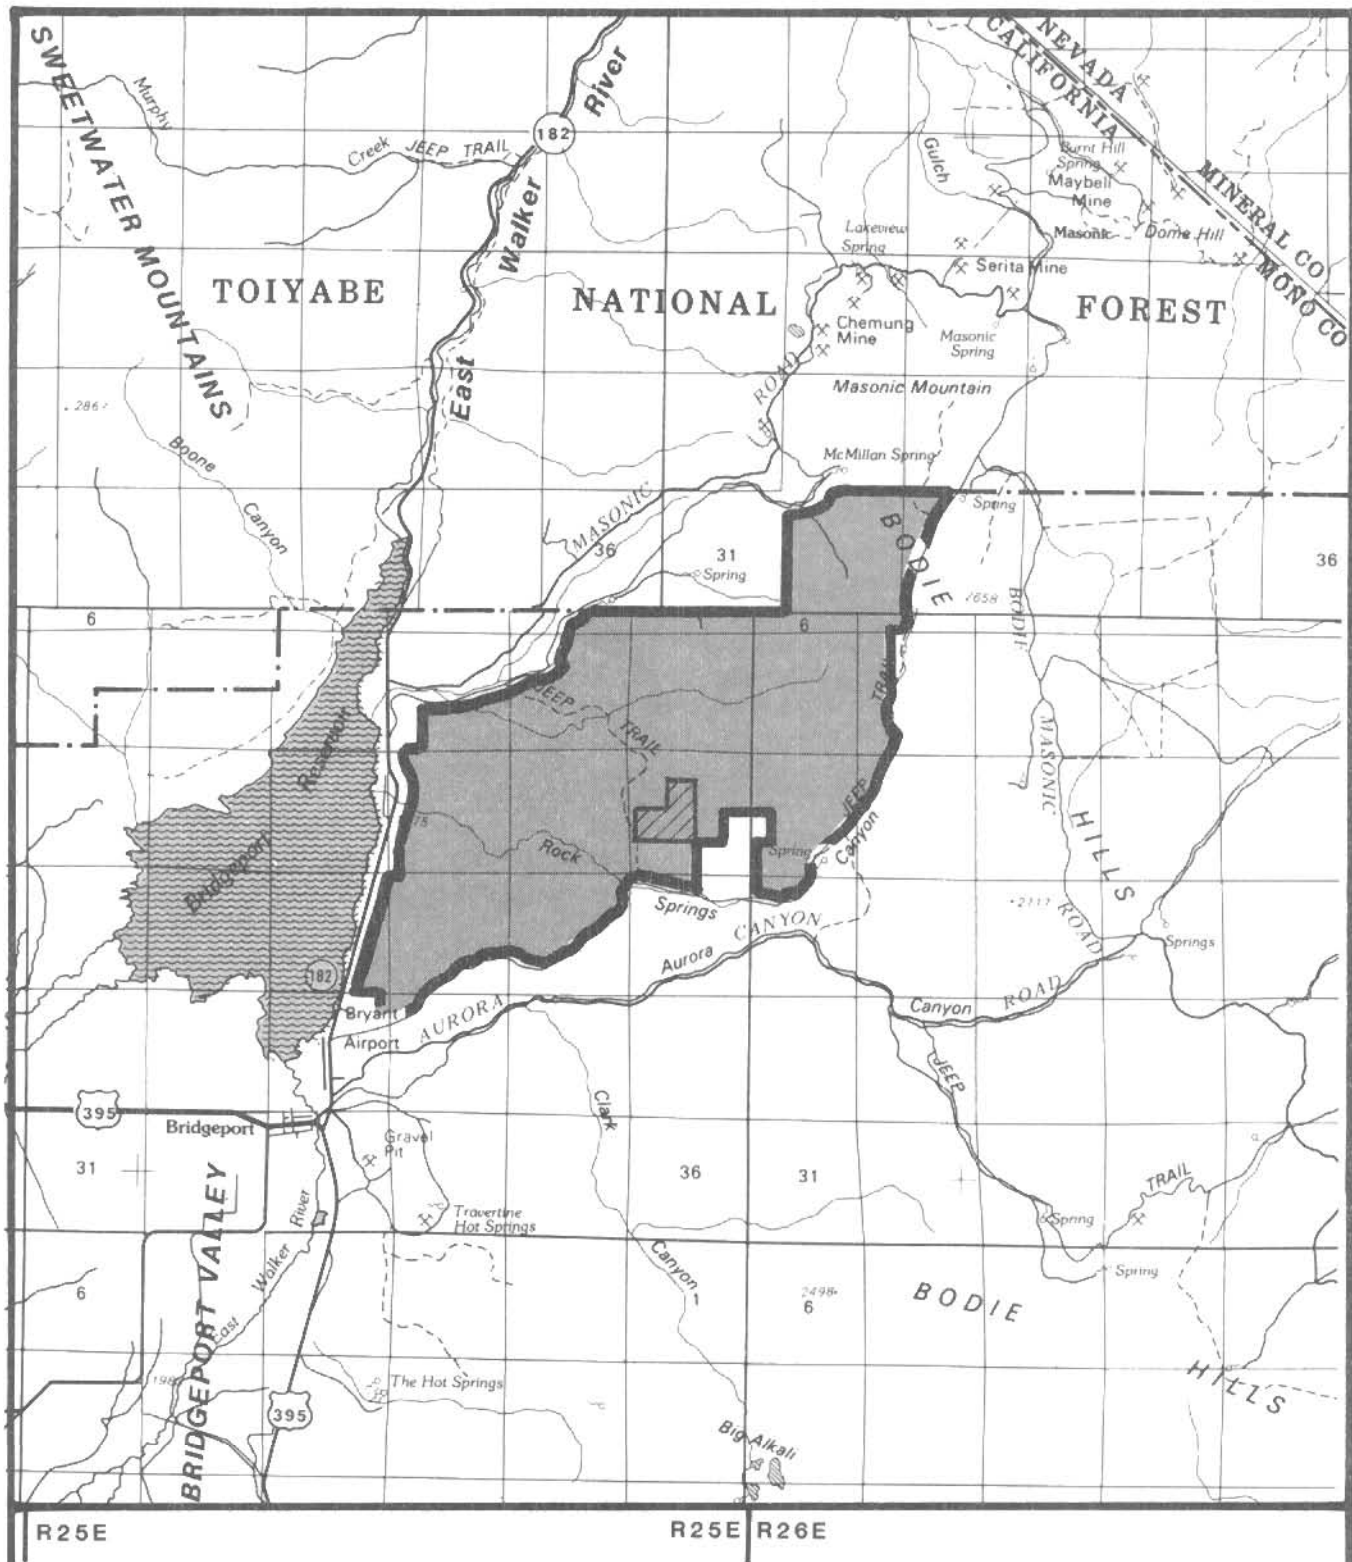 SWEETWATER MOUNTAINS
NEVADA
CALIFORNIA
MINERAL CO
MONO CO
Murphy
Creek
JEEP TRAIL
182
River
Walker
East
Gulch
Burnt Hill
Spring
Maybell
Mine
Masonic
Dome Hill
Lakeview
Spring
Serita Mine
TOIYABE
NATIONAL
FOREST
Chemung
Mine
Masonic
Spring
ROAD
Masonic Mountain
Boone
Canyon
McMillan Spring
MASONIC
BODIE
Spring
36
31
36
Spring
BODIE
6
1
6
JEEP
TRAIL
TRAIL
MASONIC
Reservoir
Bridgeport
HILLS
JEEP
Canyon
Rock
Spring
Springs
CANYON
ROAD
Springs
Aurora
182
Canyon
ROAD
Bryant
AURORA
Airport
JEEP
395
Bridgeport
Clark
Gravel
Pit
31
36
31
TRAIL
River
Travertine
Hot Springs
Spring
BRIDGEPORT VALLEY
Walker
Canyon
Spring
6
2498
6
BODIE
East
HILLS
The Hot Springs
395
Big Alkali
R25E
R25E
R26E